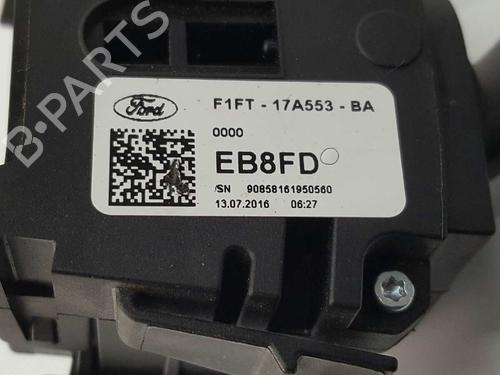 B-PARTS
Ford
F1FT - 17A553 - BA
0000
EB8FD
/SN 90858161950560
13.07.2016 06:27